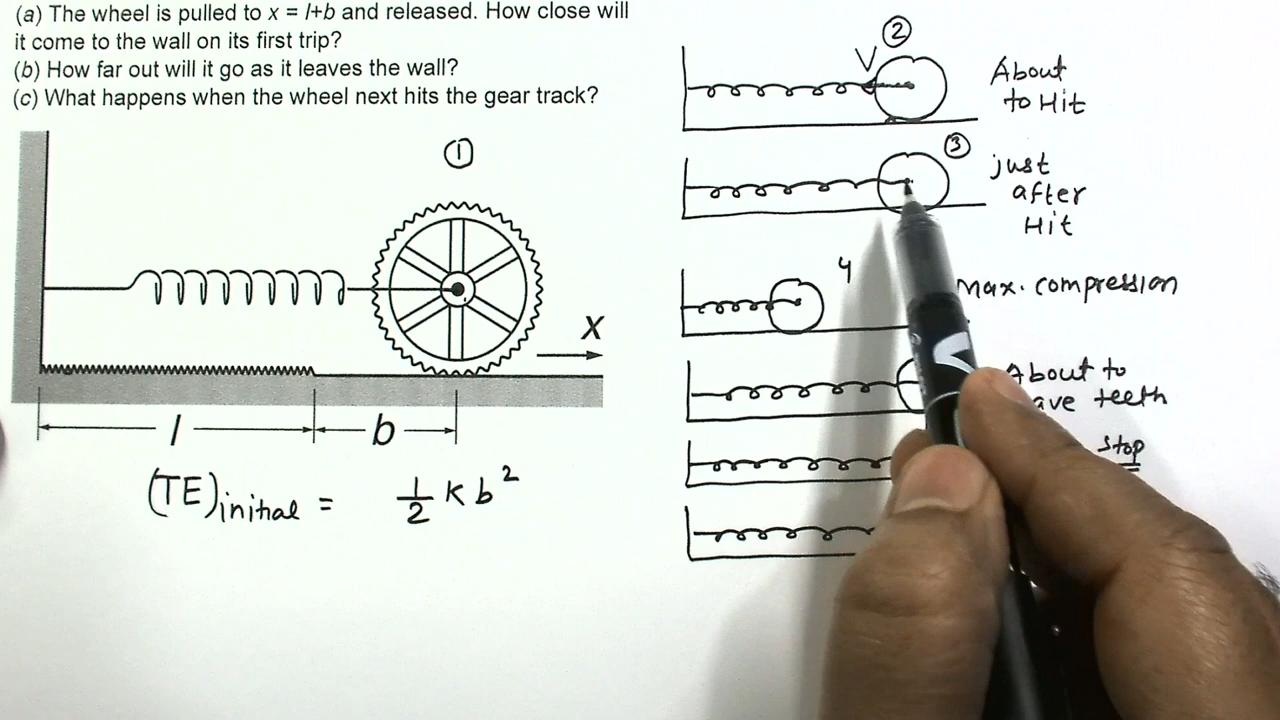 (a) The wheel is pulled to x = l+b and released. How close will
it come to the wall on its first trip?
(b) How far out will it go as it leaves the wall?
(c) What happens when the wheel next hits the gear track?
1
X
l
b
(TE)initial = 1/2 K b²
2
V
About
to Hit
3
just
after
Hit
4
max. compression
About to
teeth
stop